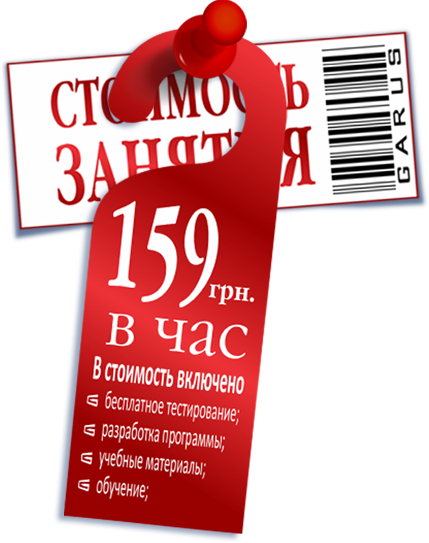 СТОИМОСТЬ
ЗАНЯТИЯ
GARUS
159 грн.
в час
В стоимость включено
бесплатное тестирование;
разработка программы;
учебные материалы;
обучение;